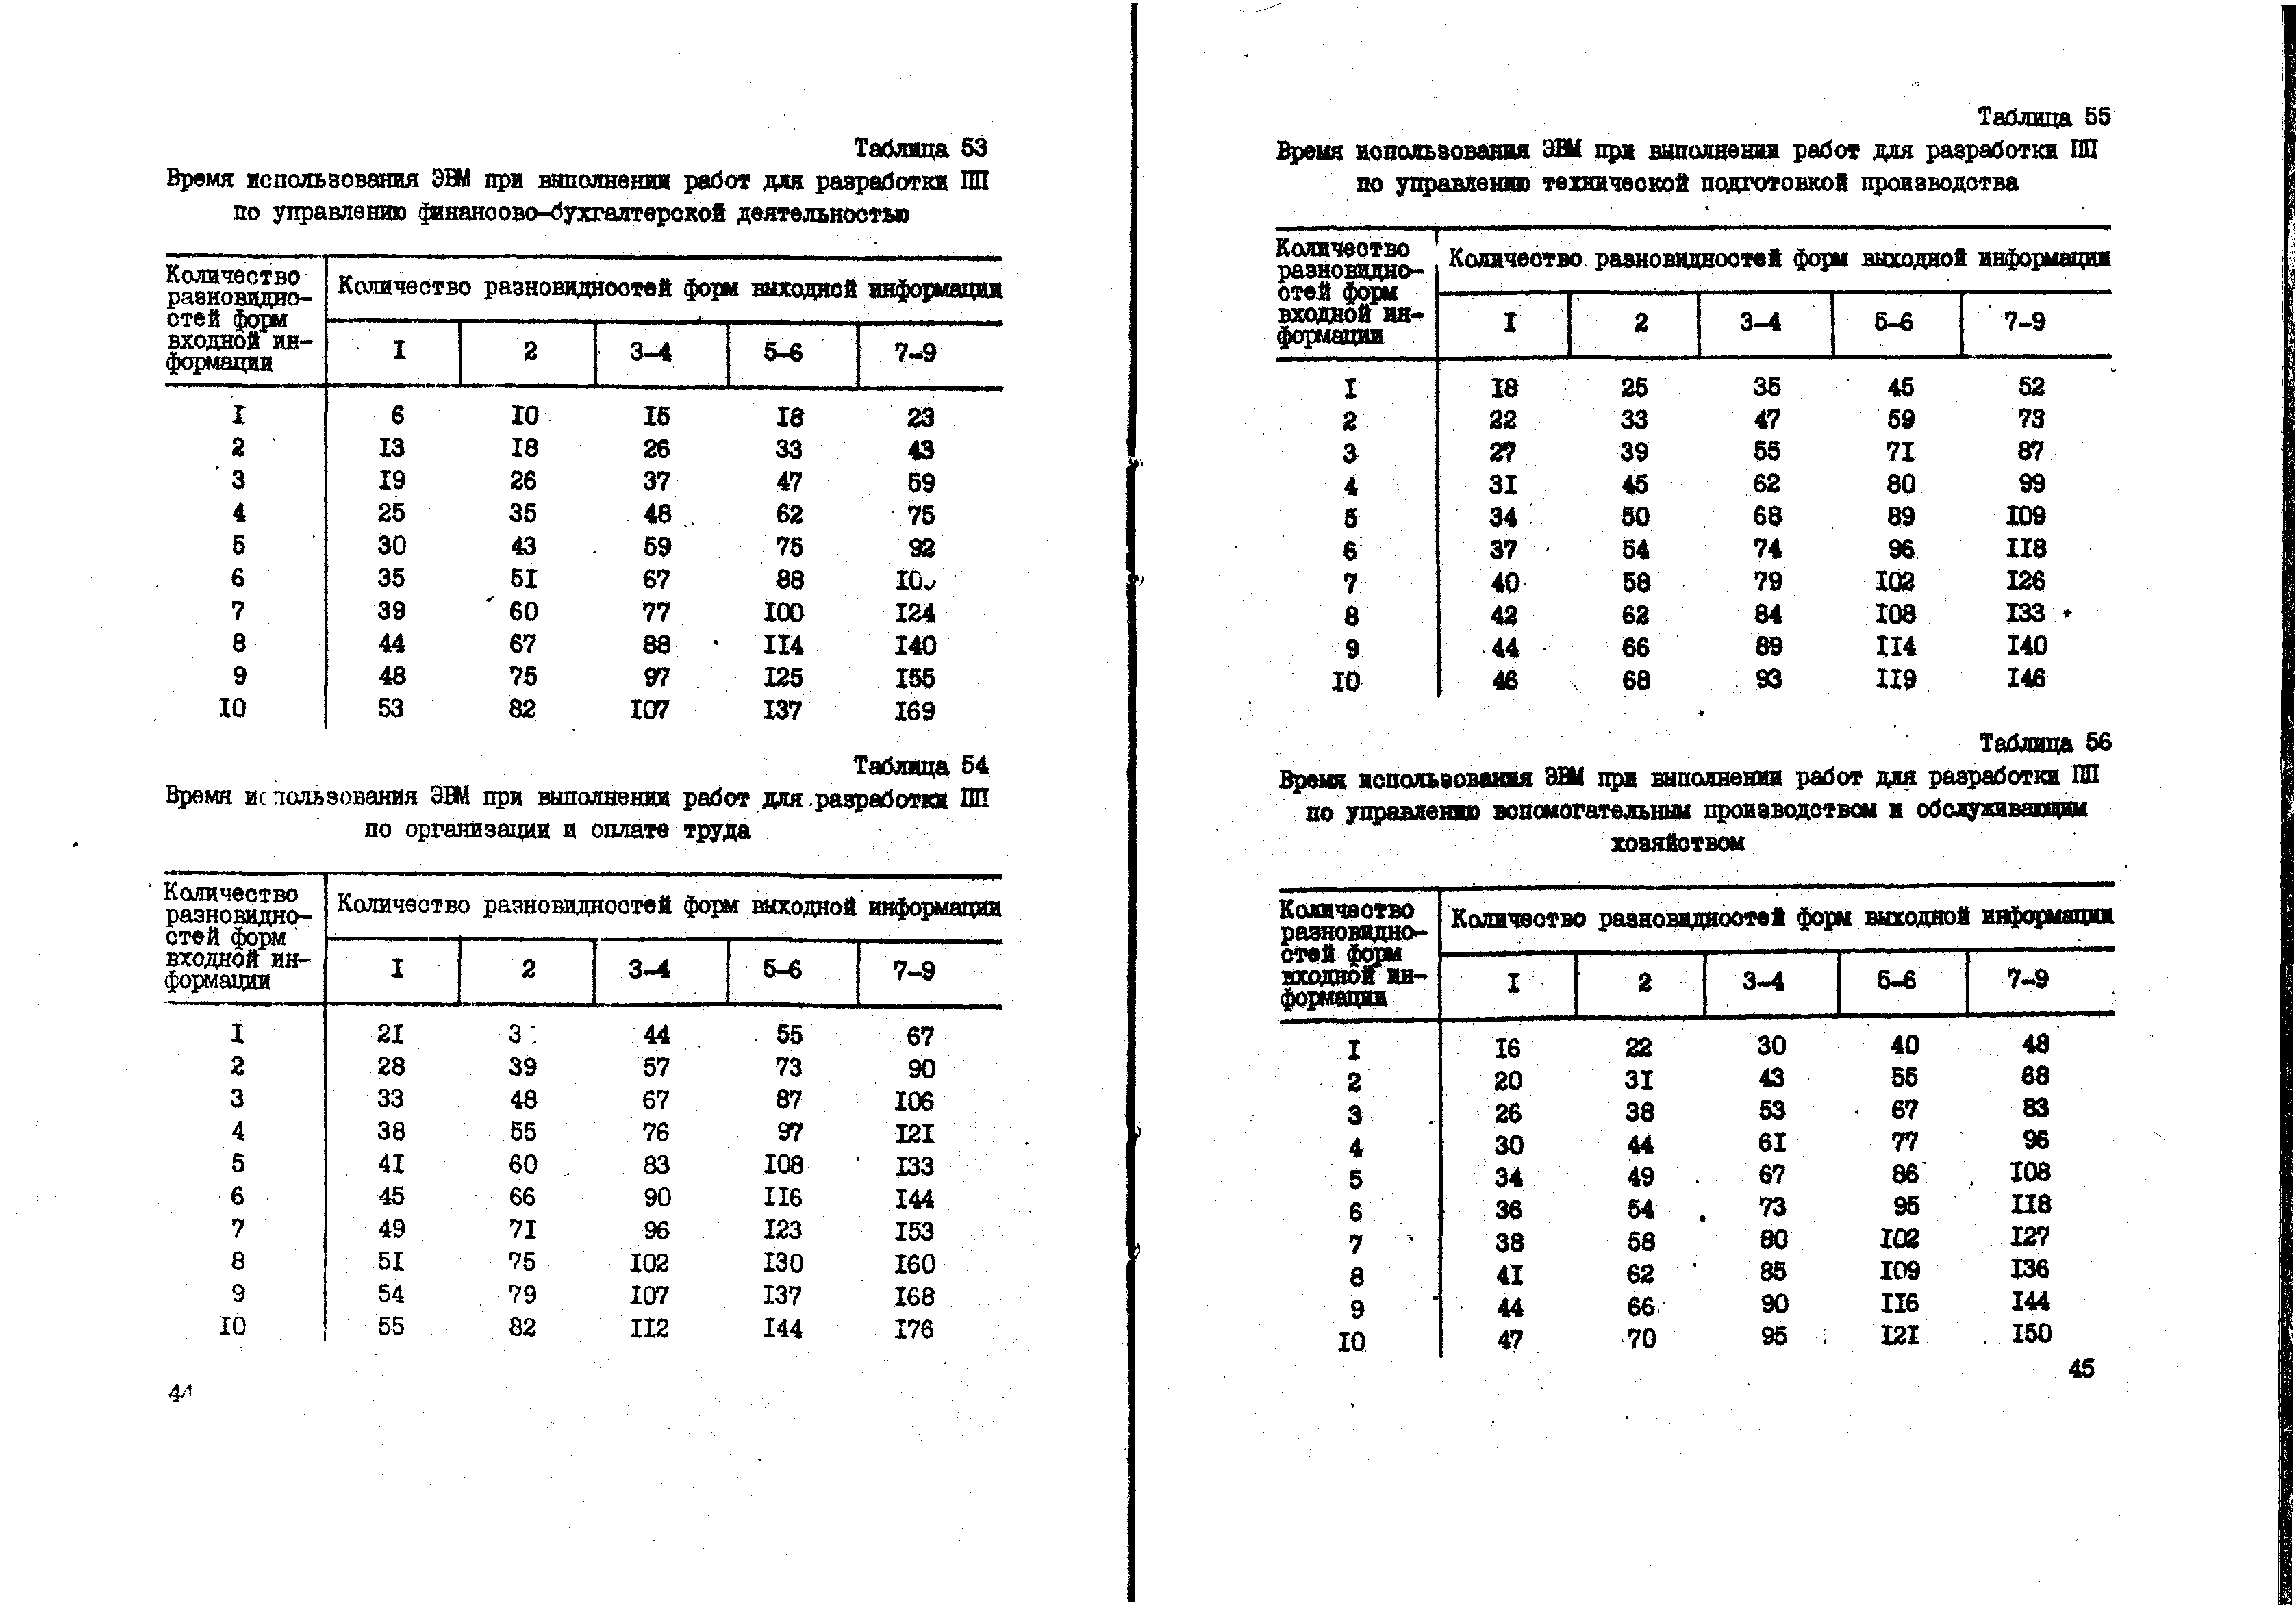 Таблица 53
Время использования ЭВМ при выполнении работ для разработки ПП
по управлению финансово-бухгалтерской деятельностью
Количество
разновидно-
стей форм
входной ин-
формации
Количество разновидностей форм выходной информации
I 2 3-4 5-6 7-9
I 6 I0 I5 I8 23
2 I3 I8 26 33 43
3 I9 26 37 47 59
4 25 35 48 62 75
5 30 43 59 75 92
6 35 5I 67 88
7 39 60 77 I00 I24
8 44 67 88 II4 I40
9 48 75 97 I25 I55
I0 53 82 I07 I37 I69
Таблица 54
Время использования ЭВМ при выполнении работ для разработки ПП
по организации и оплате труда
Количество
разновидно-
стей форм
входной ин-
формации
Количество разновидностей форм выходной информации
I 2 3-4 5-6 7-9
I 2I 44 55 67
2 28 39 57 73 90
3 33 48 67 87 I06
4 38 55 76 97 I2I
5 4I 60 83 I08 I33
6 45 66 90 II6 I44
7 49 7I 96 I23 I53
8 5I 75 I02 I30 I60
9 54 79 I07 I37 I68
I0 55 82 II2 I44 I76
Таблица 55
Время использования ЭВМ при выполнении работ для разработки ПП
по управлению технической подготовкой производства
Количество
разновидно-
стей форм
входной ин-
формации
Количество разновидностей форм выходной информации
I 2 3-4 5-6 7-9
I I8 25 35 45 52
2 22 33 47 59 73
3 27 39 55 7I 87
4 3I 45 62 80 99
5 34 50 68 89 I09
6 37 54 74 96 II8
7 40 58 79 I02 I26
8 42 62 84 I08 I33
9 44 66 89 II4 I40
I0 46 68 93 II9 I46
Таблица 56
Время использования ЭВМ при выполнении работ для разработки ПП
по управлению вспомогательным производством и обслуживающим
хозяйством
Количество
разновидно-
стей форм
входной ин-
формации
Количество разновидностей форм выходной информации
I 2 3-4 5-6 7-9
I I6 22 30 40 48
2 20 3I 43 55 68
3 26 38 53 67 83
4 30 44 6I 77 96
5 34 49 67 86 I08
6 36 54 73 95 II8
7 38 58 80 I02 I27
8 4I 62 85 I09 I36
9 44 66 90 II6 I44
I0 47 70 95 I2I I50
45